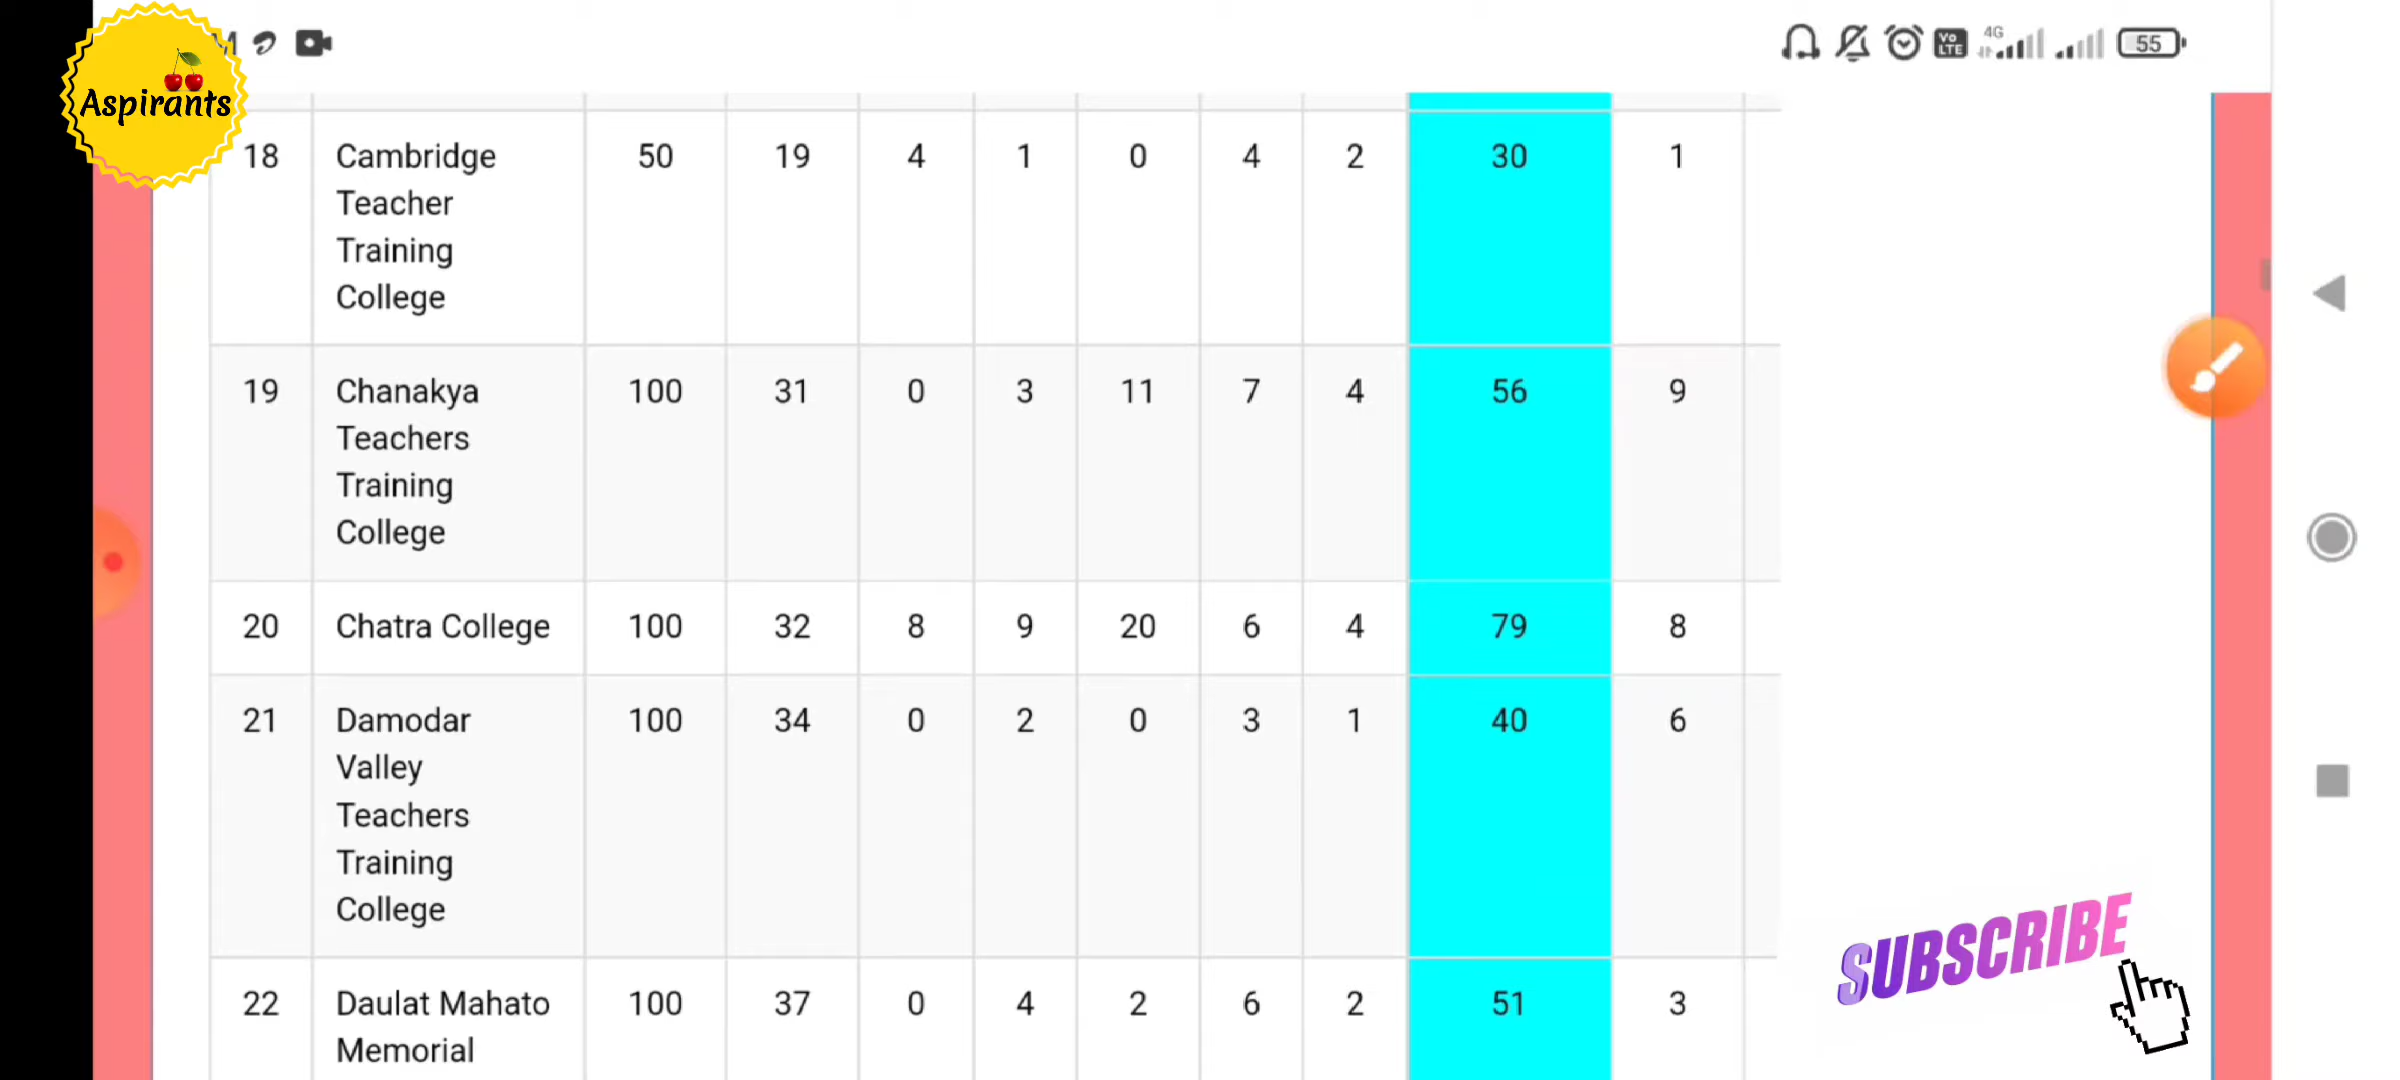 M
Aspirants
Vo LTE
4G
55
18 Cambridge 50 19 4 1 0 4 2 30 1
Teacher
Training
College
19 Chanakya 100 31 0 3 11 7 4 56 9
Teachers
Training
College
20 Chatra College 100 32 8 9 20 6 4 79 8
21 Damodar 100 34 0 2 0 3 1 40 6
Valley
Teachers
Training
College
22 Daulat Mahato 100 37 0 4 2 6 2 51 3
Memorial
SUBSCRIBE